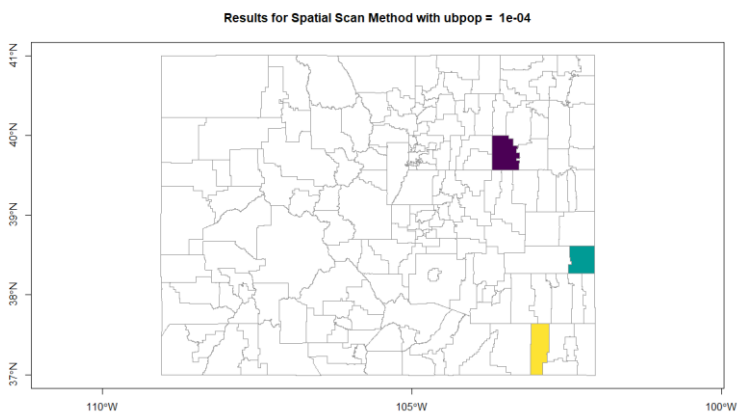 Results for Spatial Scan Method with ubpop = 1e-04
41°N
40°N
39°N
38°N
37°N
110°W
105°W
100°W